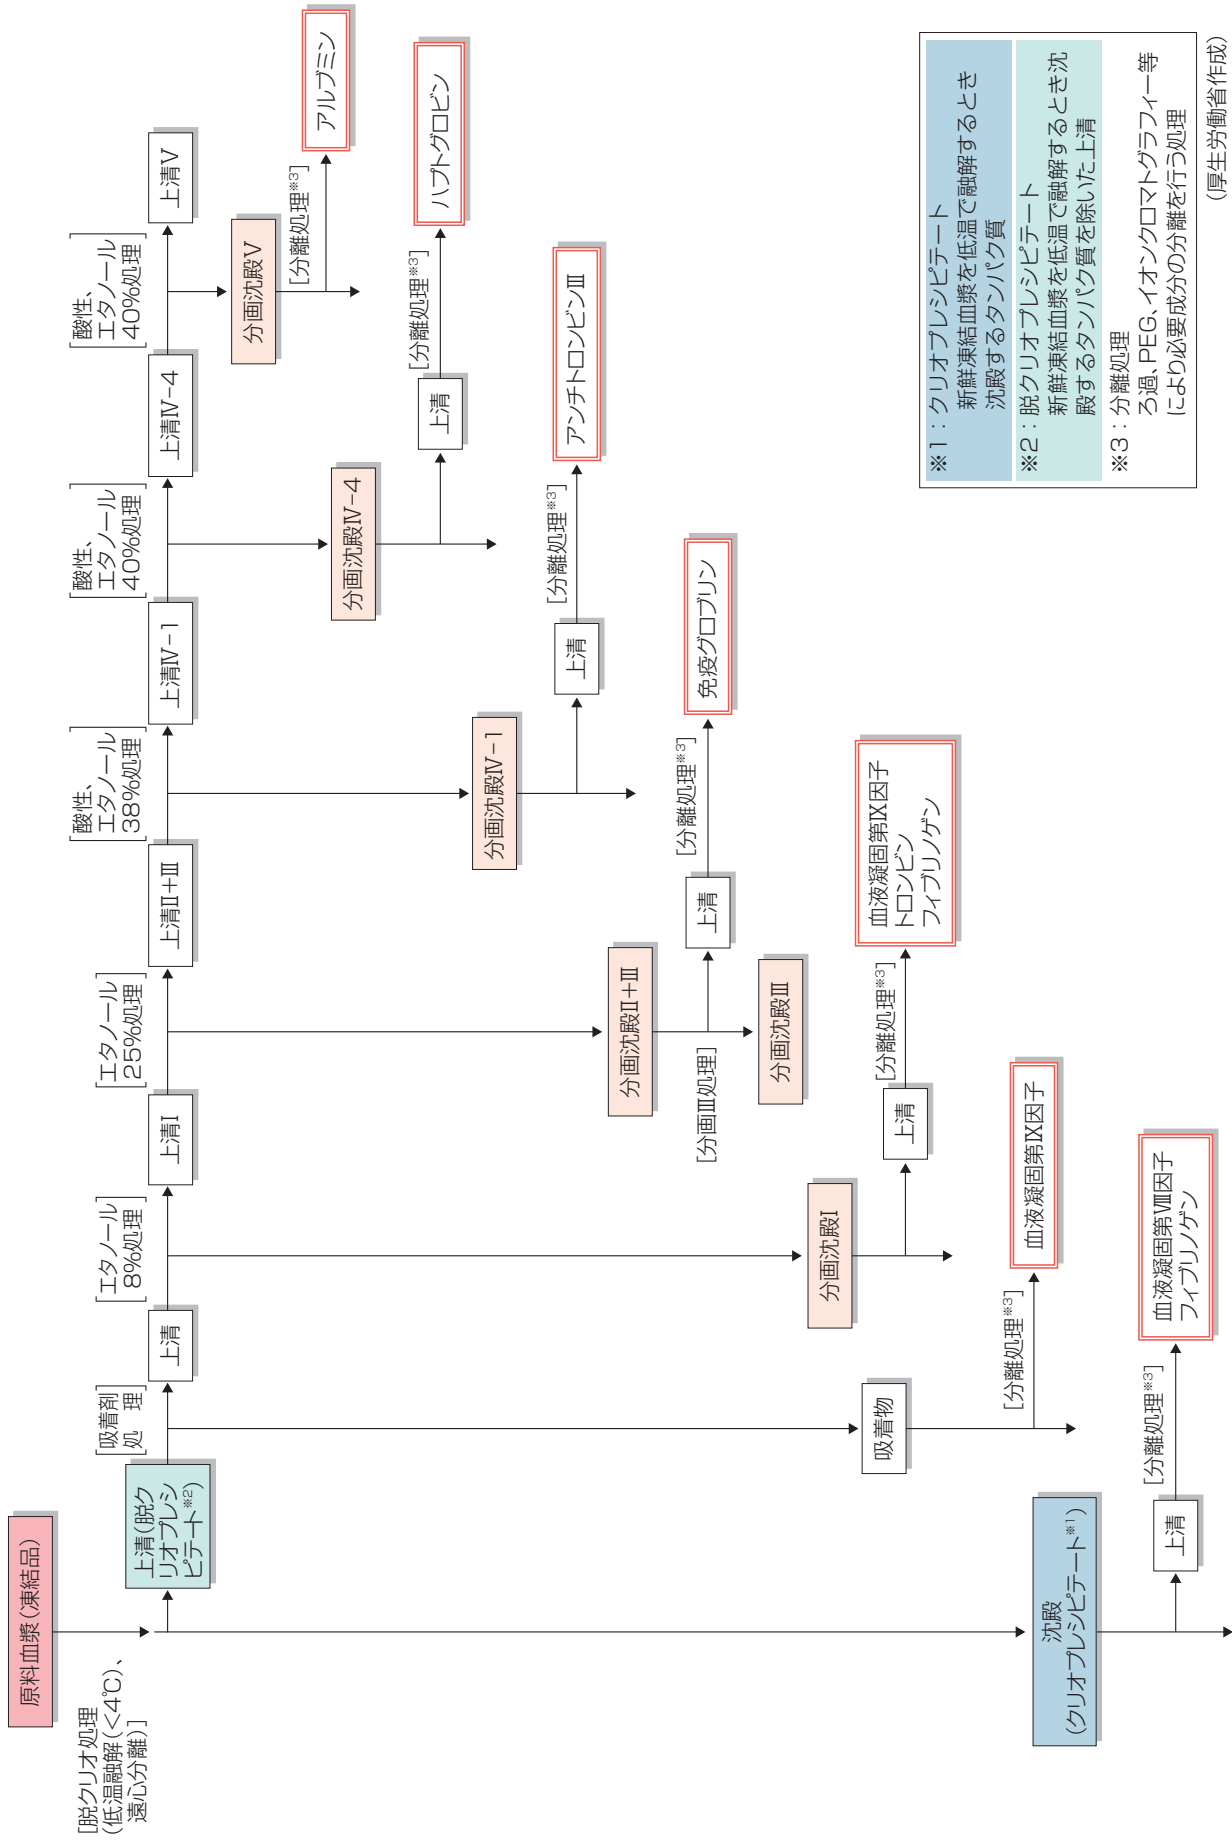 原料血漿(凍結品)
[脱クリオ処理
(低温融解(<4℃)、
遠心分離)]
上清(脱ク
リオプレシ
ピテート※2)
[吸着剤
処 理]
上清
[エタノール
8%処理]
上清Ⅰ
[エタノール
25%処理]
上清Ⅱ+Ⅲ
[酸性、
エタノール
38%処理]
上清Ⅳ-1
[酸性、
エタノール
40%処理]
上清Ⅳ-4
[酸性、
エタノール
40%処理]
上清Ⅴ
分画沈殿Ⅴ
[分離処理※3]
アルブミン
分画沈殿Ⅳ-4
上清
[分離処理※3]
ハプトグロビン
分画沈殿Ⅳ-1
上清
[分離処理※3]
アンチトロンビンⅢ
分画沈殿Ⅱ+Ⅲ
[分画Ⅲ処理]
上清
[分離処理※3]
免疫グロブリン
分画沈殿Ⅲ
分画沈殿Ⅰ
上清
[分離処理※3]
血液凝固第Ⅸ因子
トロンビン
フィブリノゲン
吸着物
[分離処理※3]
血液凝固第Ⅸ因子
沈殿
(クリオプレシピテート※1)
上清
[分離処理※3]
血液凝固第Ⅷ因子
フィブリノゲン
※1：クリオプレシピテート
新鮮凍結血漿を低温で融解するとき
沈殿するタンパク質
※2：脱クリオプレシピテート
新鮮凍結血漿を低温で融解するとき沈
殿するタンパク質を除いた上清
※3：分離処理
ろ過、PEG、イオンクロマトグラフィー等
により必要成分の分離を行う処理
(厚生労働省作成)